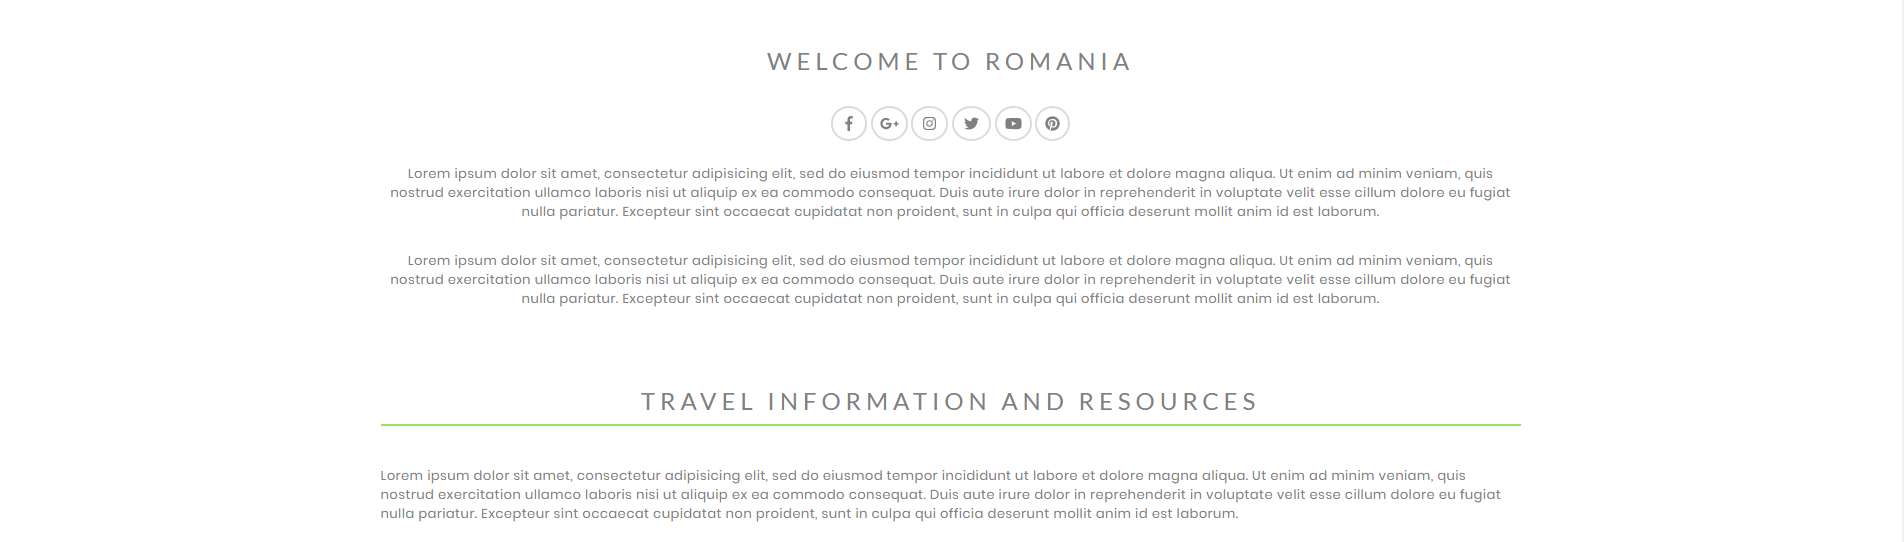 WELCOME TO ROMANIA
Lorem ipsum dolor sit amet, consectetur adipisicing elit, sed do eiusmod tempor incididunt ut labore et dolore magna aliqua. Ut enim ad minim veniam, quis
nostrud exercitation ullamco laboris nisi ut aliquip ex ea commodo consequat. Duis aute irure dolor in reprehenderit in voluptate velit esse cillum dolore eu fugiat
nulla pariatur. Excepteur sint occaecat cupidatat non proident, sunt in culpa qui officia deserunt mollit anim id est laborum.
Lorem ipsum dolor sit amet, consectetur adipisicing elit, sed do eiusmod tempor incididunt ut labore et dolore magna aliqua. Ut enim ad minim veniam, quis
nostrud exercitation ullamco laboris nisi ut aliquip ex ea commodo consequat. Duis aute irure dolor in reprehenderit in voluptate velit esse cillum dolore eu fugiat
nulla pariatur. Excepteur sint occaecat cupidatat non proident, sunt in culpa qui officia deserunt mollit anim id est laborum.
TRAVEL INFORMATION AND RESOURCES
Lorem ipsum dolor sit amet, consectetur adipisicing elit, sed do eiusmod tempor incididunt ut labore et dolore magna aliqua. Ut enim ad minim veniam, quis
nostrud exercitation ullamco laboris nisi ut aliquip ex ea commodo consequat. Duis aute irure dolor in reprehenderit in voluptate velit esse cillum dolore eu fugiat
nulla pariatur. Excepteur sint occaecat cupidatat non proident, sunt in culpa qui officia deserunt mollit anim id est laborum.